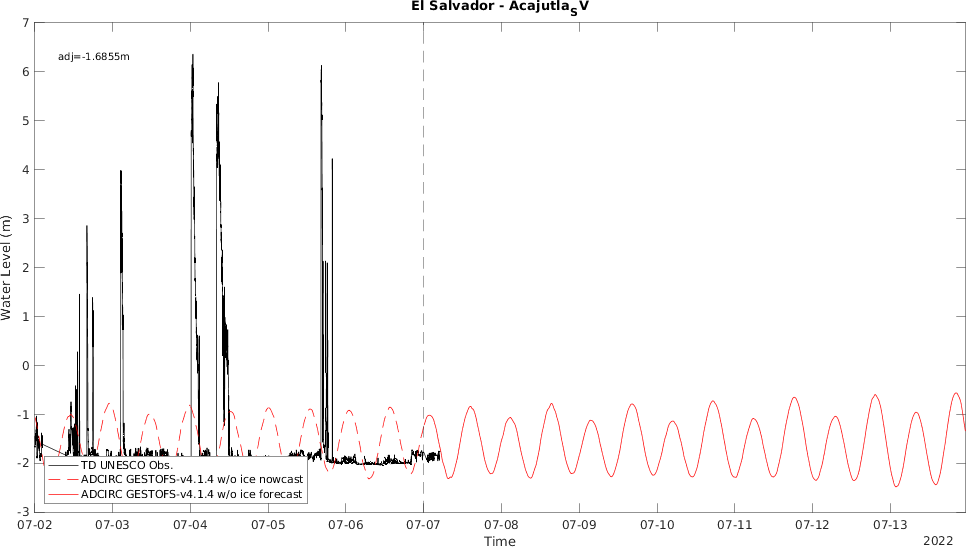 El Salvador - AcajutlaSV
7
adj=-1.6855m
6
5
4
3
2
1
0
-1
-2
-3
Water Level (m)
TD UNESCO Obs.
ADCIRC GESTOFS-v4.1.4 w/o ice nowcast
ADCIRC GESTOFS-v4.1.4 w/o ice forecast
07-02 07-03 07-04 07-05 07-06 07-07 07-08 07-09 07-10 07-11 07-12 07-13
Time
2022